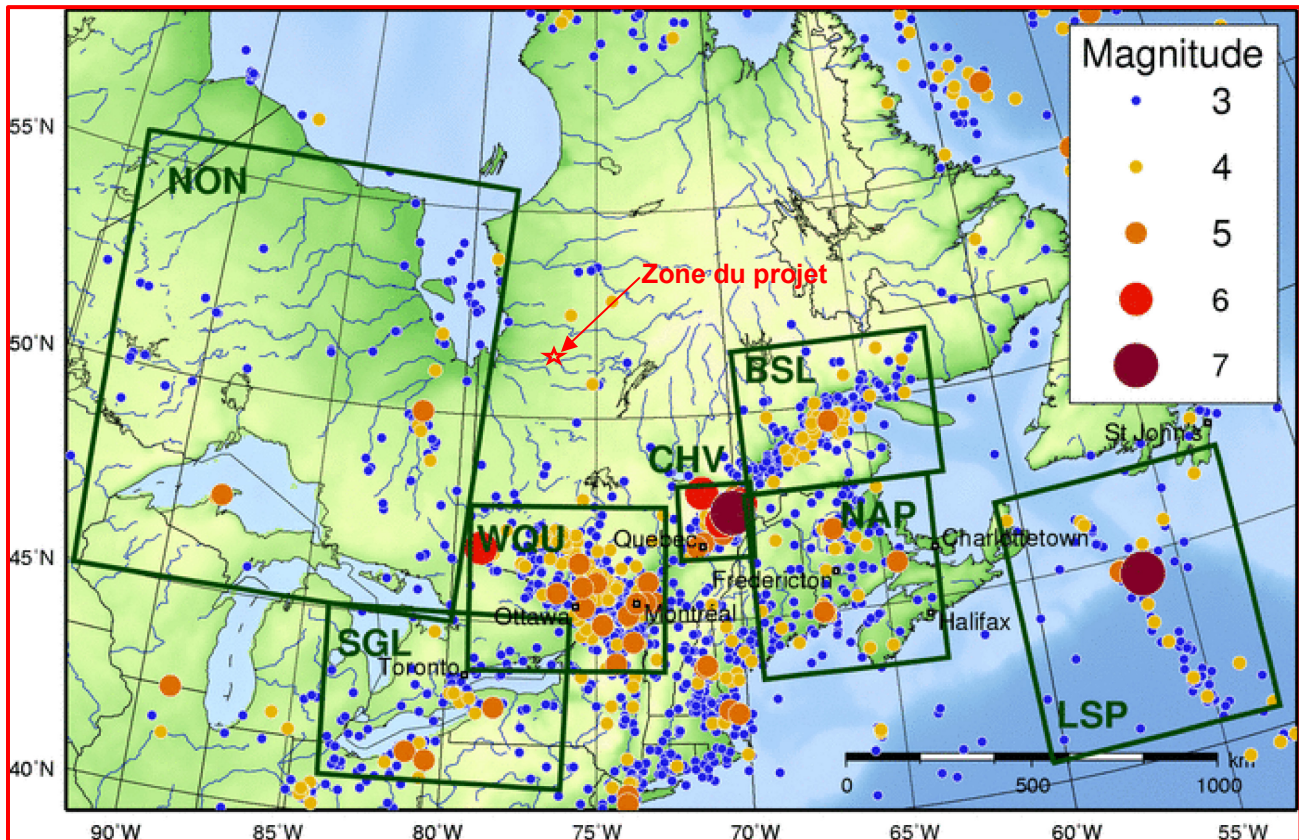 Magnitude
3
4
5
6
7
55°N
50°N
45°N
40°N
NON
Zone du projet
BSL
St John's
CHV
WQU
Quebec
NAP
Charlottetown
Fredericton
Ottawa
Montréal
Halifax
SGL
Toronto
LSP
km
0
500
1000
90°W
85°W
80°W
75°W
70°W
65°W
60°W
55°W